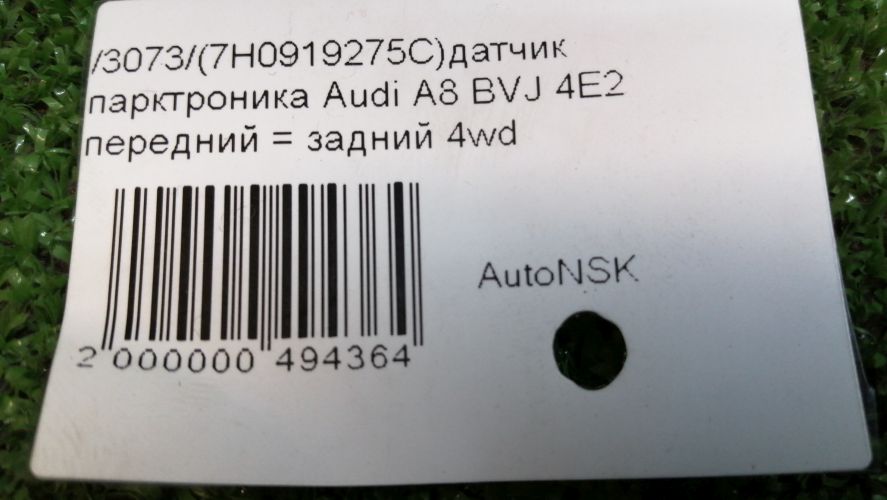 /3073/(7H0919275C)датчик
парктроника Audi A8 BVJ 4E2
передний = задний 4wd
AutoNSK
2 000000 494364